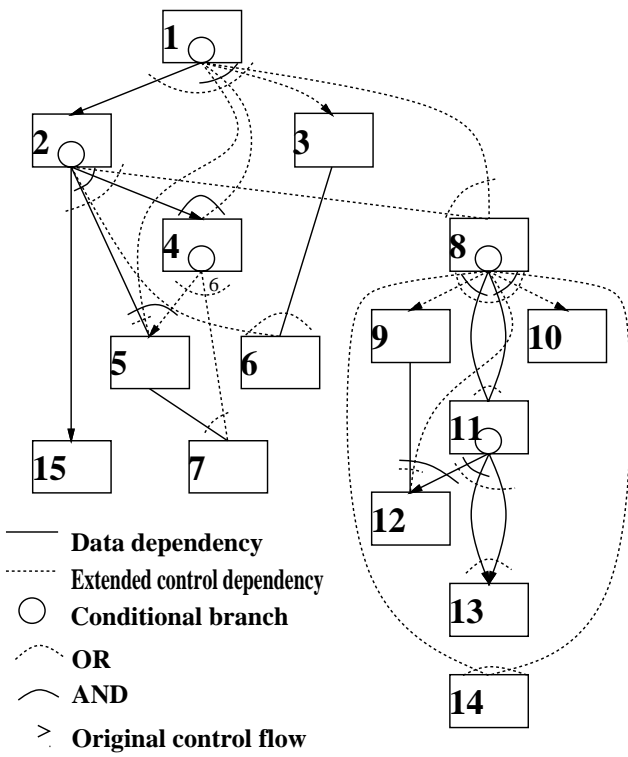 1
2
3
4
8
6
9
10
5
6
11
15
7
12
Data dependency
Extended control dependency
13
Conditional branch
OR
14
AND
Original control flow